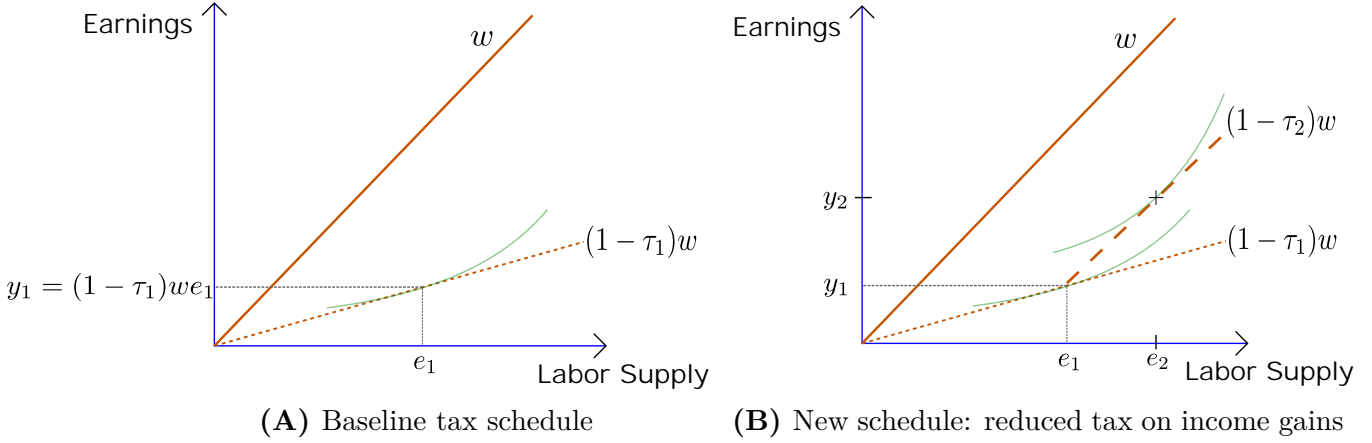 Earnings
w
(1 − τ₁)w
y₁ = (1 − τ₁)we₁
e₁
Labor Supply
(A) Baseline tax schedule
Earnings
w
(1 − τ₂)w
y₂
(1 − τ₁)w
y₁
e₁
e₂
Labor Supply
(B) New schedule: reduced tax on income gains